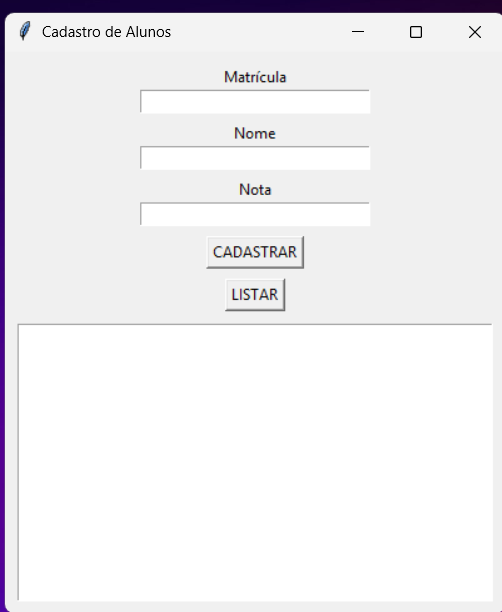 Cadastro de Alunos
Matrícula
Nome
Nota
CADASTRAR
LISTAR